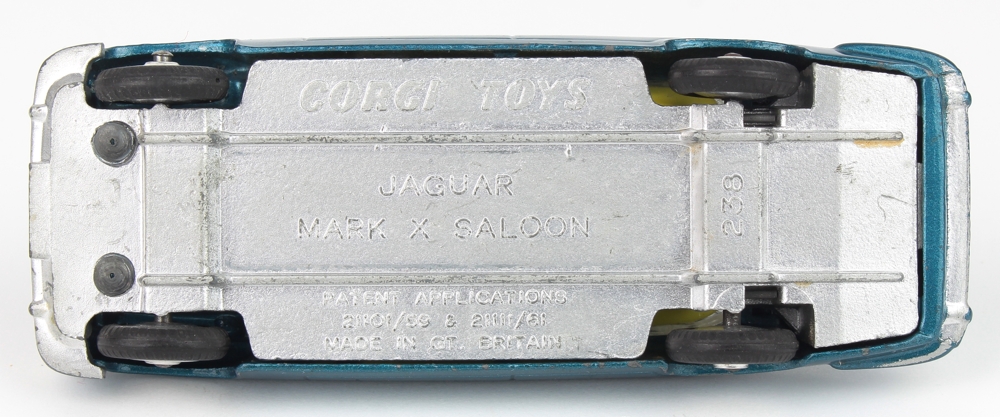 CORGI TOYS
JAGUAR
MARK X SALOON
238
PATENT APPLICATIONS
21101/59 & 21111/61
MADE IN GT. BRITAIN